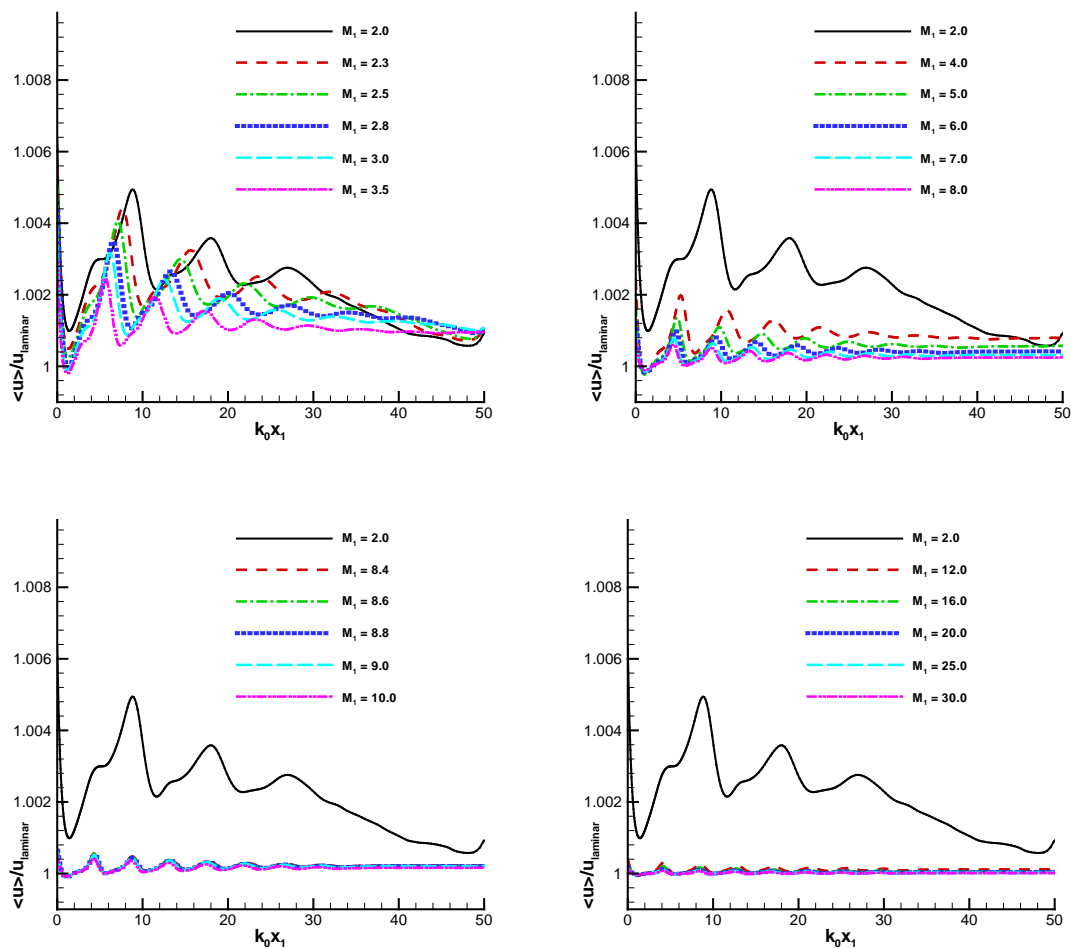 M₁ = 2.0
M₁ = 2.3
M₁ = 2.5
M₁ = 2.8
M₁ = 3.0
M₁ = 3.5
<u>/u_laminar
1.008
1.006
1.004
1.002
1
0 10 20 30 40 50
k₀x₁
M₁ = 2.0
M₁ = 4.0
M₁ = 5.0
M₁ = 6.0
M₁ = 7.0
M₁ = 8.0
<u>/u_laminar
1.008
1.006
1.004
1.002
1
0 10 20 30 40 50
k₀x₁
M₁ = 2.0
M₁ = 8.4
M₁ = 8.6
M₁ = 8.8
M₁ = 9.0
M₁ = 10.0
<u>/u_laminar
1.008
1.006
1.004
1.002
1
0 10 20 30 40 50
k₀x₁
M₁ = 2.0
M₁ = 12.0
M₁ = 16.0
M₁ = 20.0
M₁ = 25.0
M₁ = 30.0
<u>/u_laminar
1.008
1.006
1.004
1.002
1
0 10 20 30 40 50
k₀x₁